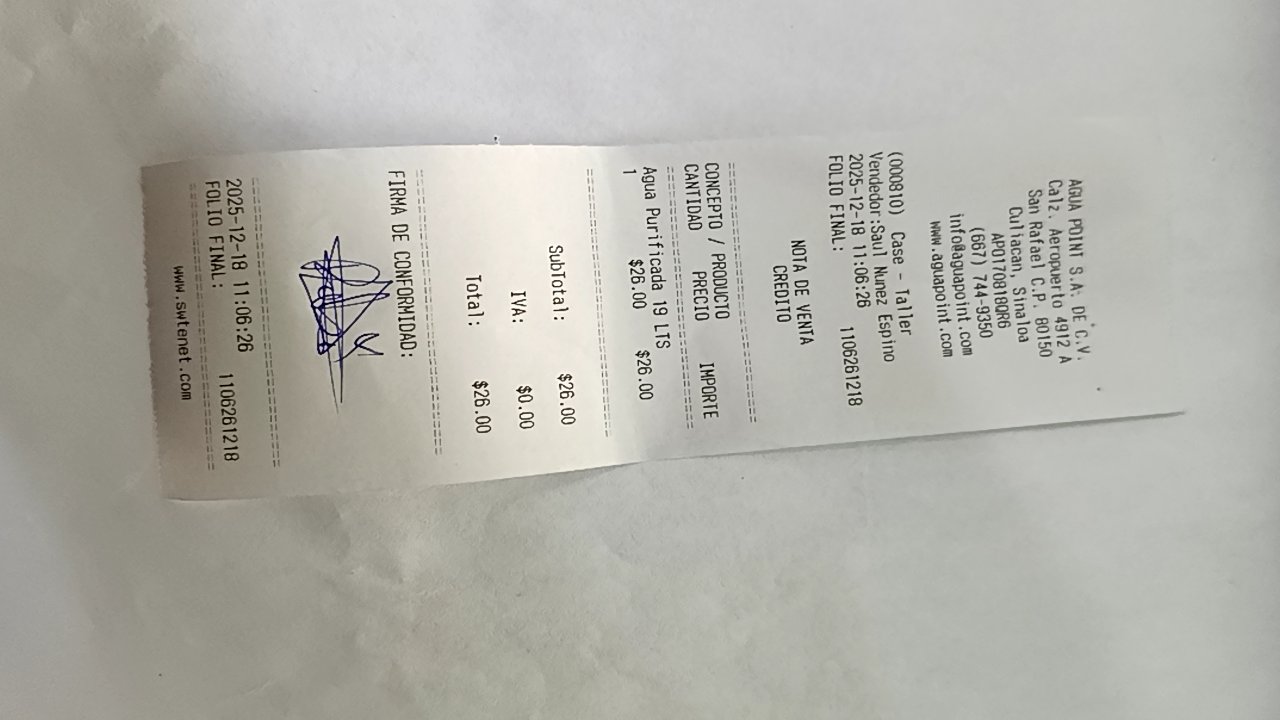 AGUA POINT S.A. DE C.V.
Calz. Aeropuerto 4912 A
San Rafael C.P. 80150
Culiacan, Sinaloa
APO170818QR6
(667) 744-9350
info@aguapoint.com
www.aguapoint.com
(000810) Case - Taller
Vendedor:Saul Nunez Espino
2025-12-18 11:06:26
FOLIO FINAL: 1106261218
NOTA DE VENTA
CREDITO
CONCEPTO / PRODUCTO
CANTIDAD PRECIO IMPORTE
Agua Purificada 19 LTS
1 $26.00 $26.00
SubTotal: $26.00
IVA: $0.00
Total: $26.00
FIRMA DE CONFORMIDAD:
2025-12-18 11:06:26
FOLIO FINAL: 1106261218
www.swtenet.com